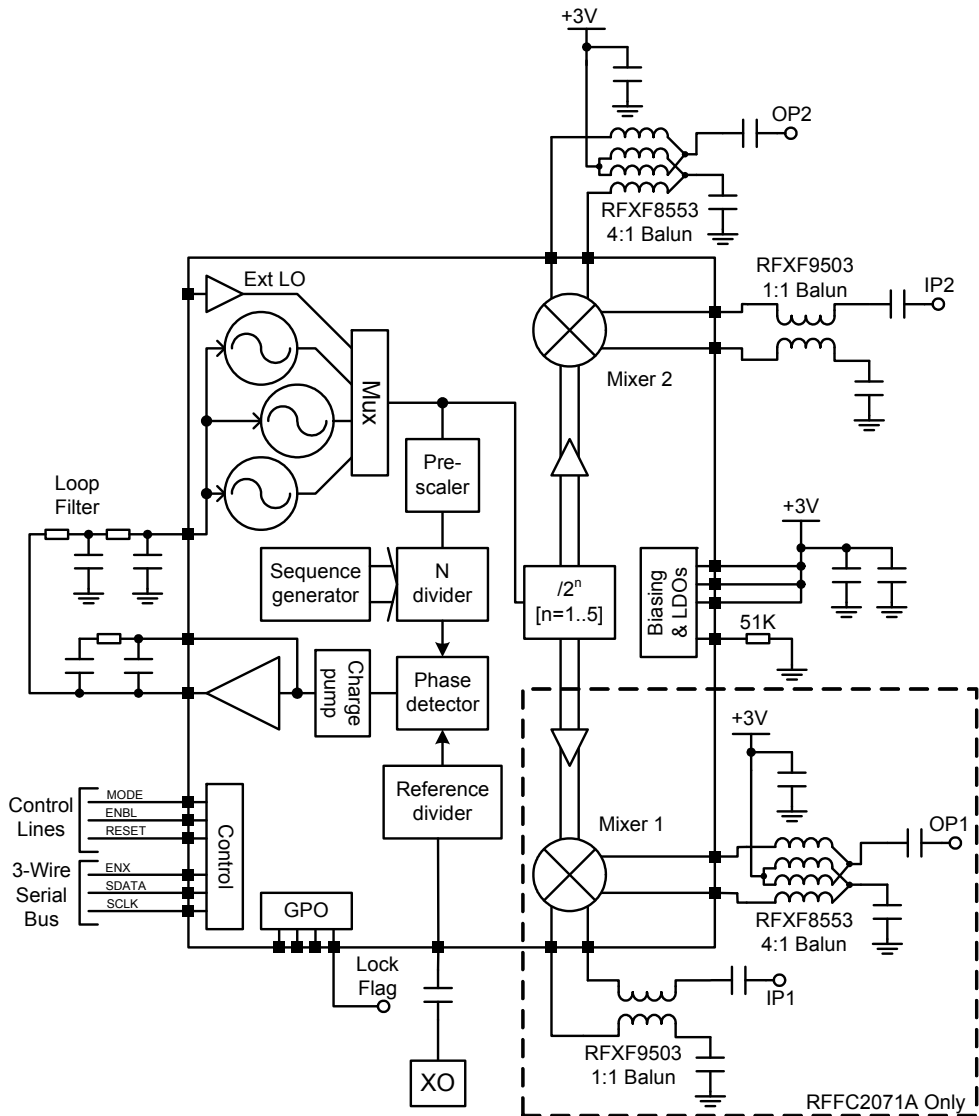 +3V
OP2
RFXF8553
4:1 Balun
Ext LO
RFXF9503
1:1 Balun
IP2
Mux
Mixer 2
Pre-
scaler
Loop
Filter
+3V
Sequence
generator
N
divider
/2ⁿ
[n=1..5]
Biasing
& LDOs
51K
Charge
pump
Phase
detector
+3V
Reference
divider
Mixer 1
OP1
Control
Lines
MODE
ENBL
RESET
3-Wire
Serial
Bus
ENX
SDATA
SCLK
Control
GPO
RFXF8553
4:1 Balun
Lock
Flag
IP1
RFXF9503
1:1 Balun
XO
RFFC2071A Only